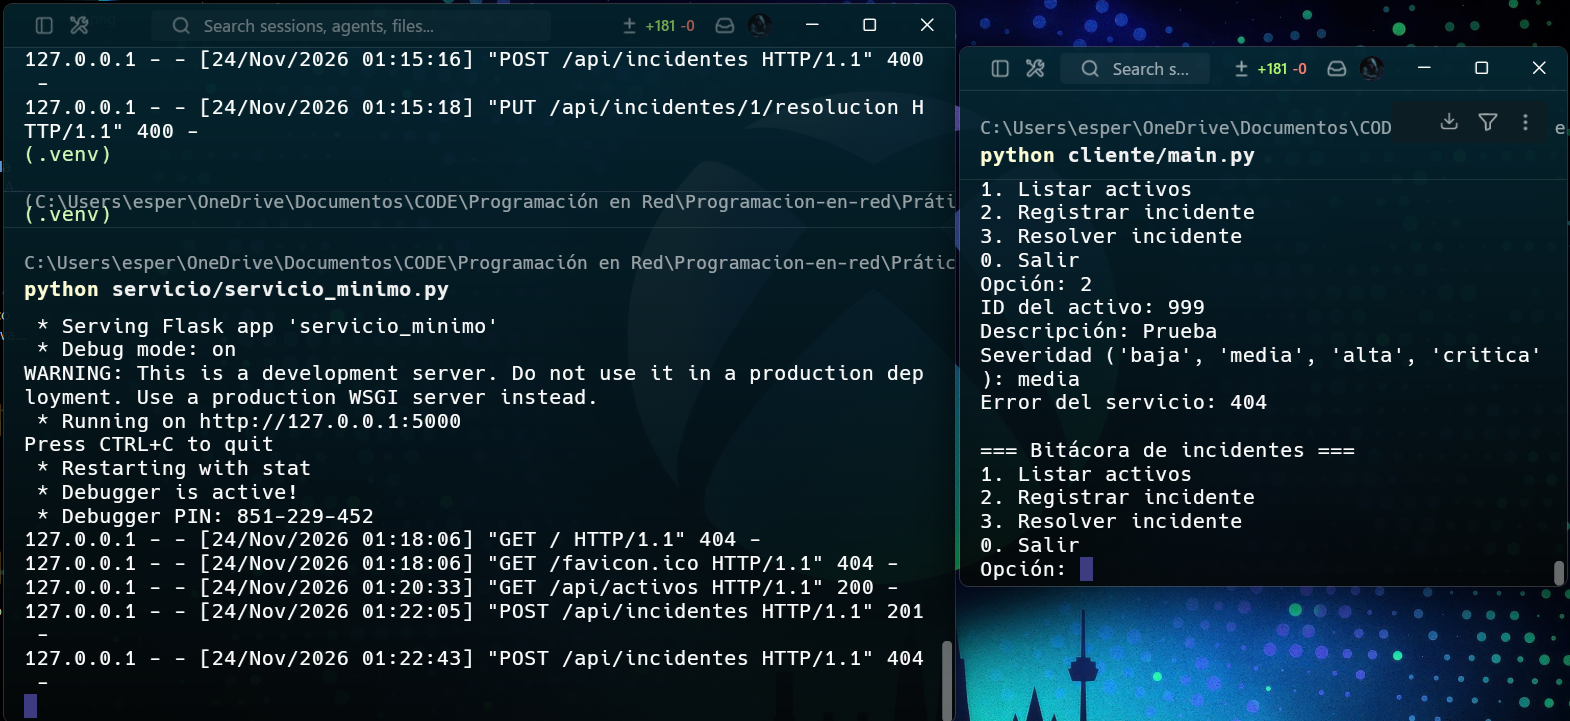 Search sessions, agents, files...
+181 -0
127.0.0.1 - - [24/Nov/2026 01:15:16] "POST /api/incidentes HTTP/1.1" 400
-
127.0.0.1 - - [24/Nov/2026 01:15:18] "PUT /api/incidentes/1/resolucion H
TTP/1.1" 400 -
(.venv)
(C:\Users\esper\OneDrive\Documentos\CODE\Programación en Red\Programacion-en-red\Práti
(.venv)
C:\Users\esper\OneDrive\Documentos\CODE\Programación en Red\Programacion-en-red\Prátic
python servicio/servicio_minimo.py
* Serving Flask app 'servicio_minimo'
* Debug mode: on
WARNING: This is a development server. Do not use it in a production dep
loyment. Use a production WSGI server instead.
* Running on http://127.0.0.1:5000
Press CTRL+C to quit
* Restarting with stat
* Debugger is active!
* Debugger PIN: 851-229-452
127.0.0.1 - - [24/Nov/2026 01:18:06] "GET / HTTP/1.1" 404 -
127.0.0.1 - - [24/Nov/2026 01:18:06] "GET /favicon.ico HTTP/1.1" 404 -
127.0.0.1 - - [24/Nov/2026 01:20:33] "GET /api/activos HTTP/1.1" 200 -
127.0.0.1 - - [24/Nov/2026 01:22:05] "POST /api/incidentes HTTP/1.1" 201
-
127.0.0.1 - - [24/Nov/2026 01:22:43] "POST /api/incidentes HTTP/1.1" 404
-
Search s...
+181 -0
C:\Users\esper\OneDrive\Documentos\COD e
python cliente/main.py
1. Listar activos
2. Registrar incidente
3. Resolver incidente
0. Salir
Opción: 2
ID del activo: 999
Descripción: Prueba
Severidad ('baja', 'media', 'alta', 'critica'
): media
Error del servicio: 404
=== Bitácora de incidentes ===
1. Listar activos
2. Registrar incidente
3. Resolver incidente
0. Salir
Opción: